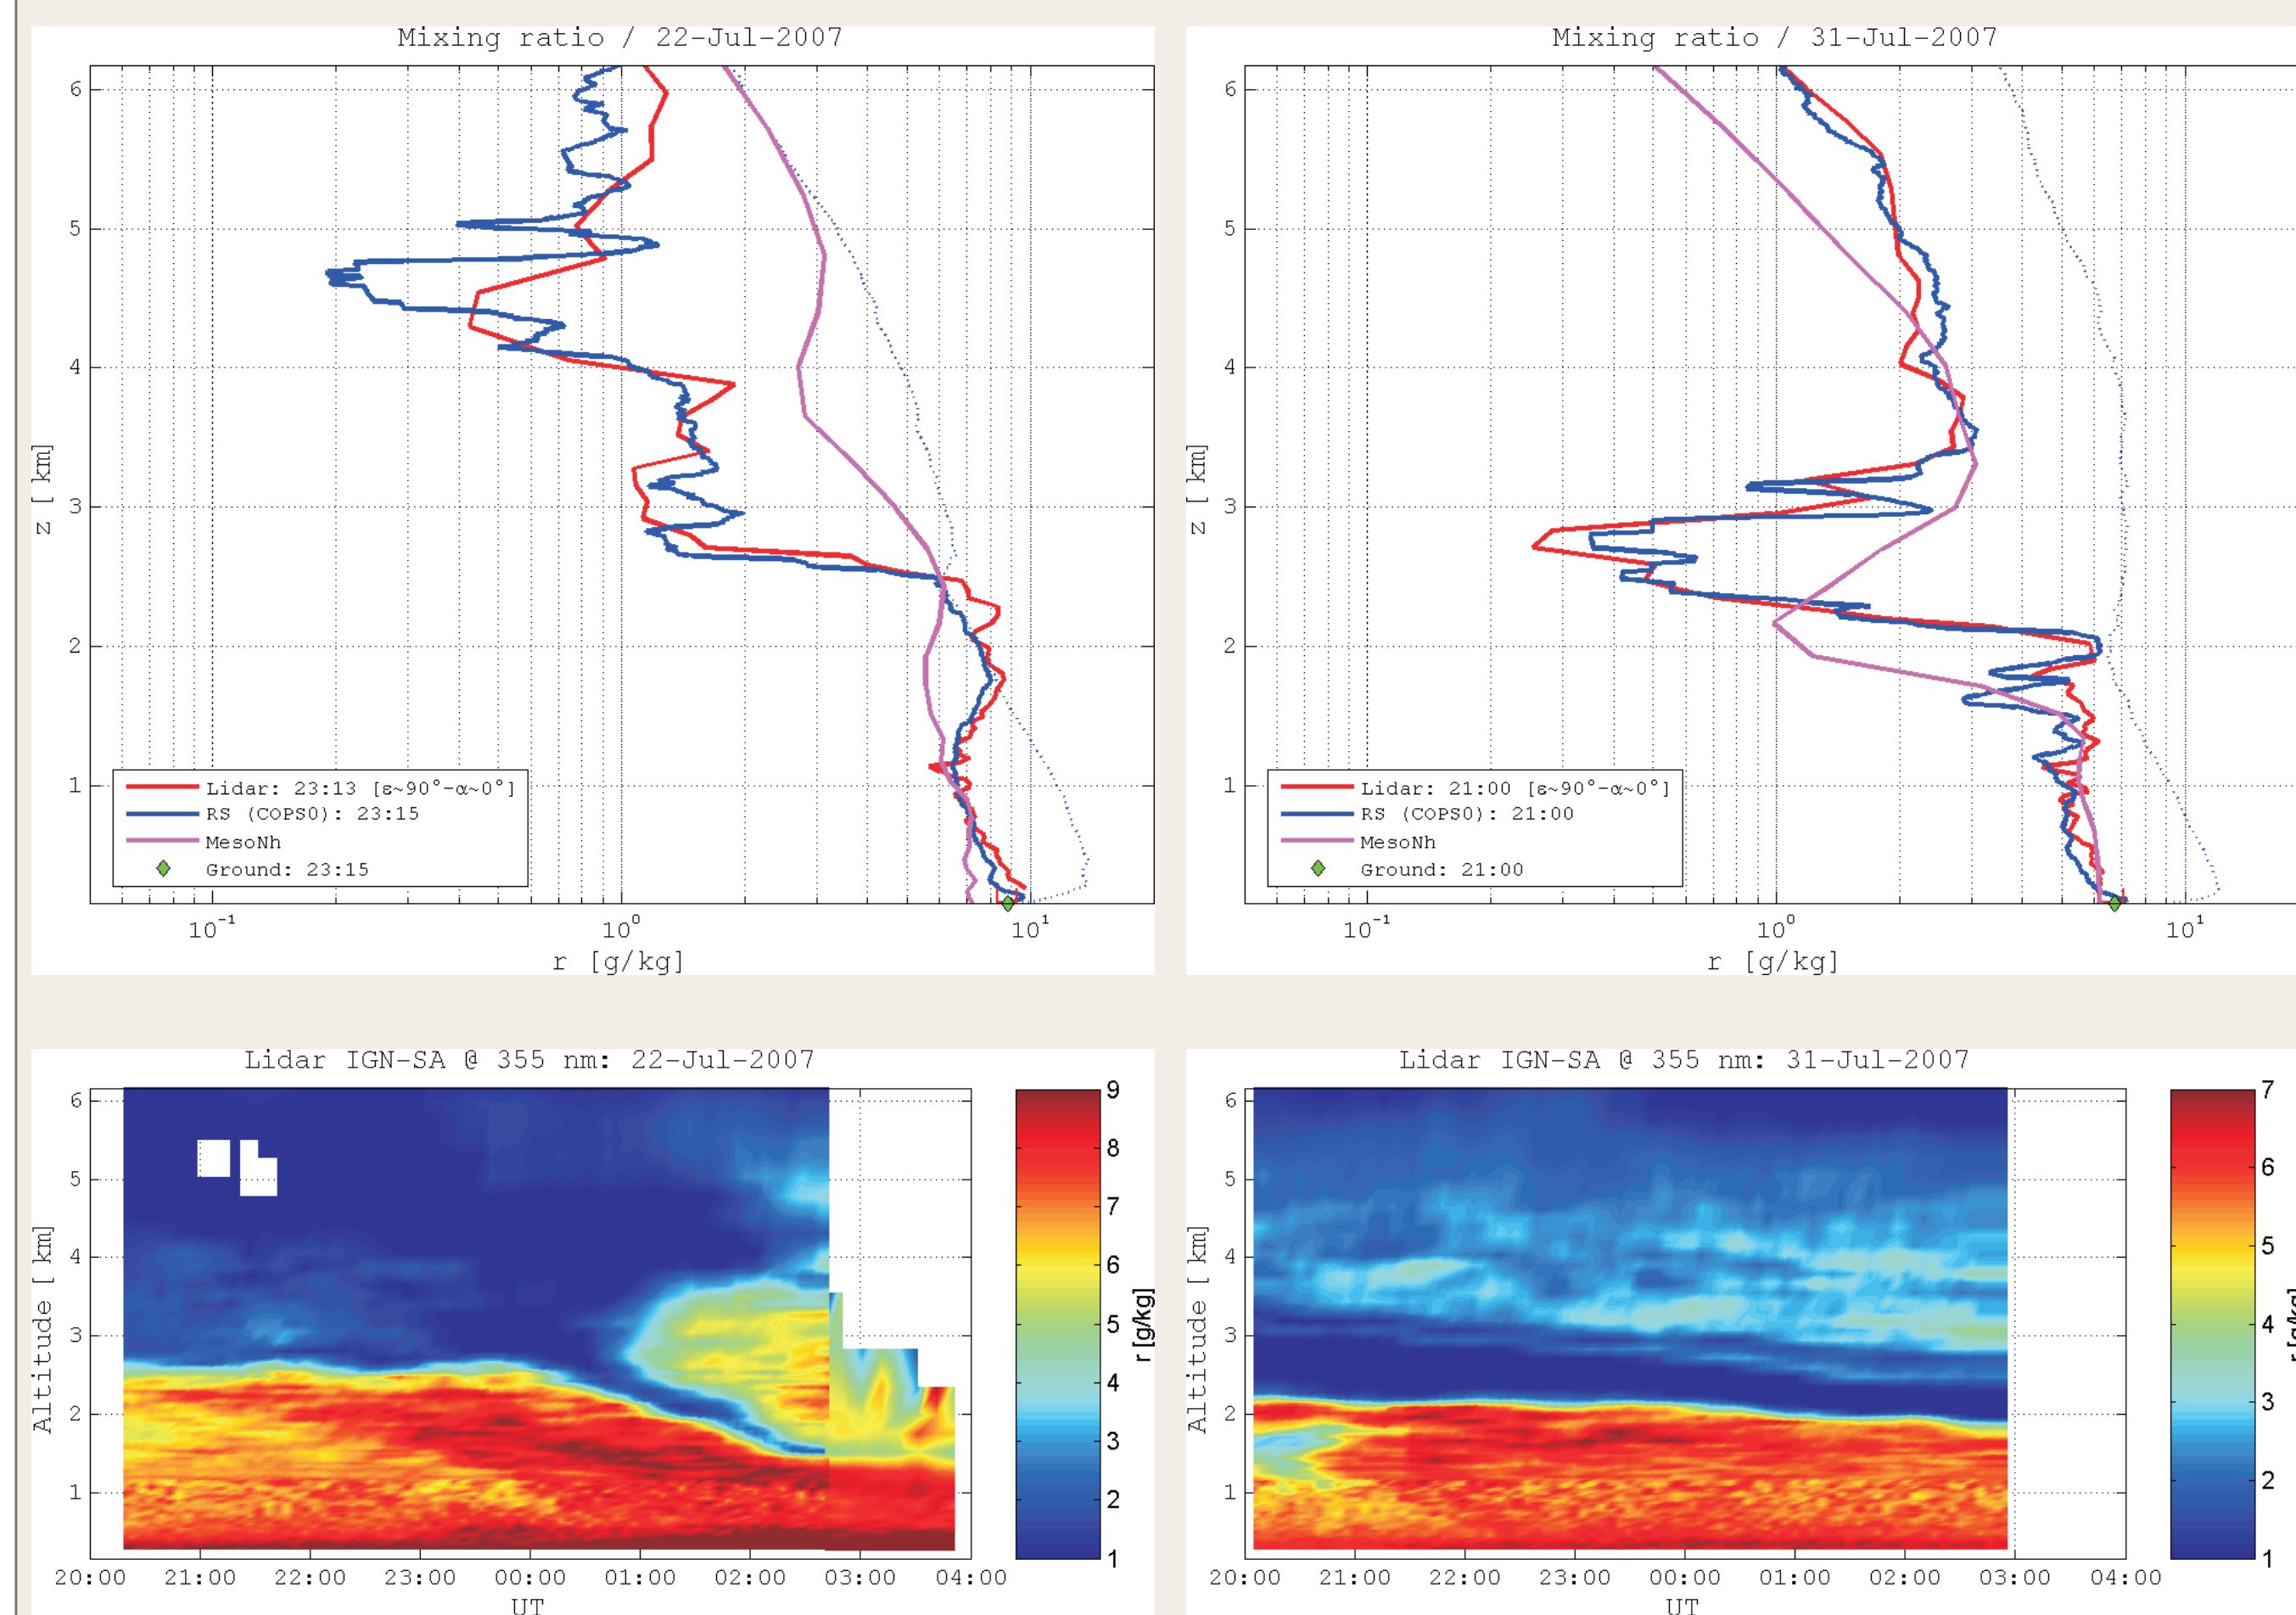 Mixing ratio / 22-Jul-2007
6
5
4
3
2
1
z [ km]
Lidar: 23:13 [ε~90°-α~0°]
RS (COPS0): 23:15
MesoNh
Ground: 23:15
10⁻¹ 10⁰ 10¹
r [g/kg]
Mixing ratio / 31-Jul-2007
6
5
4
3
2
1
z [ km]
Lidar: 21:00 [ε~90°-α~0°]
RS (COPS0): 21:00
MesoNh
Ground: 21:00
10⁻¹ 10⁰ 10¹
r [g/kg]
Lidar IGN-SA @ 355 nm: 22-Jul-2007
6
5
4
3
2
1
Altitude [ km]
20:00 21:00 22:00 23:00 00:00 01:00 02:00 03:00 04:00
UT
9
8
7
6
5
4
3
2
1
r [g/kg]
Lidar IGN-SA @ 355 nm: 31-Jul-2007
6
5
4
3
2
1
Altitude [ km]
20:00 21:00 22:00 23:00 00:00 01:00 02:00 03:00 04:00
UT
7
6
5
4
3
2
1
r [g/kg]